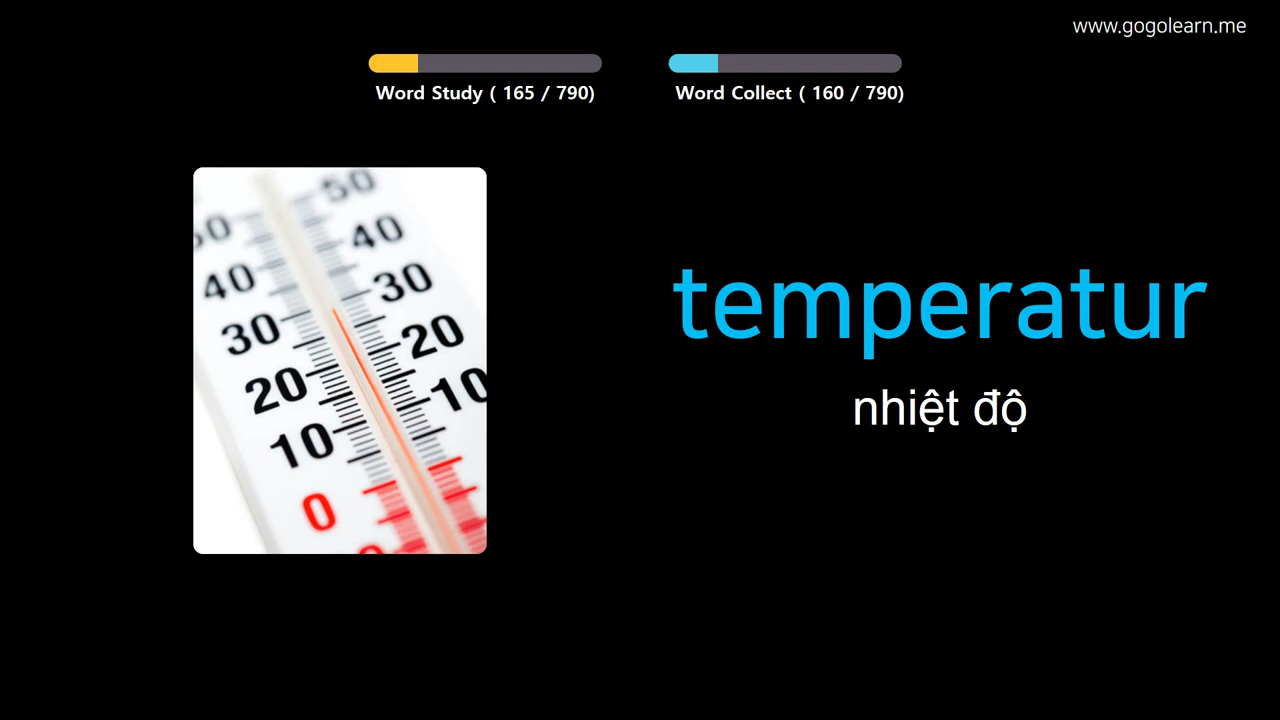 www.gogolearn.me
Word Study ( 165 / 790)
Word Collect ( 160 / 790)
50
50
40
40
30
30
20
20
10
10
0
temperatur
nhiệt độ